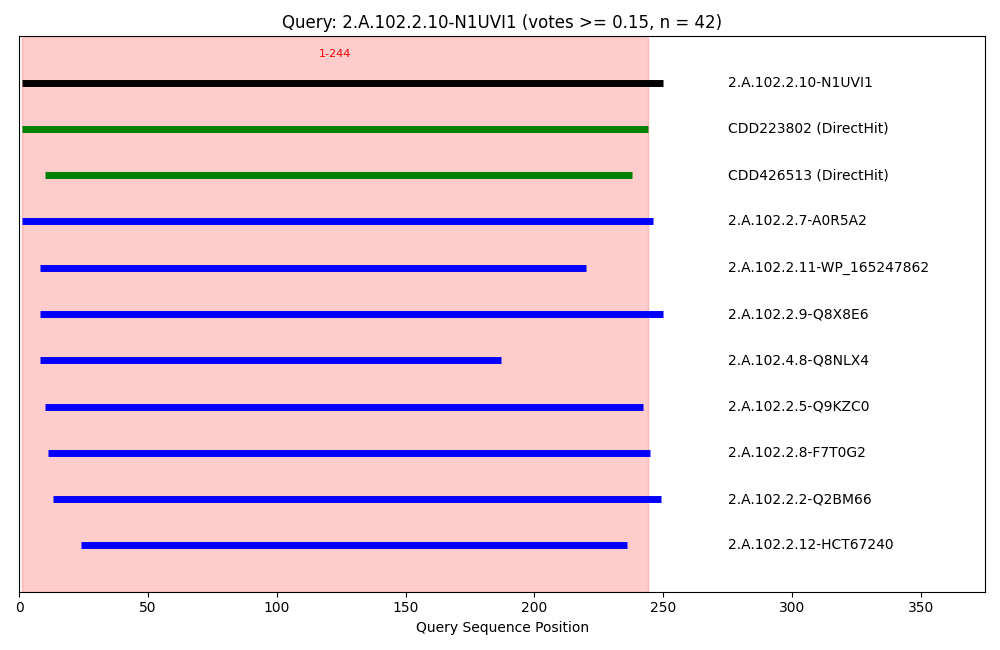 Query: 2.A.102.2.10-N1UVI1 (votes >= 0.15, n = 42)
1-244
2.A.102.2.10-N1UVI1
CDD223802 (DirectHit)
CDD426513 (DirectHit)
2.A.102.2.7-A0R5A2
2.A.102.2.11-WP_165247862
2.A.102.2.9-Q8X8E6
2.A.102.4.8-Q8NLX4
2.A.102.2.5-Q9KZC0
2.A.102.2.8-F7T0G2
2.A.102.2.2-Q2BM66
2.A.102.2.12-HCT67240
0 50 100 150 200 250 300 350
Query Sequence Position